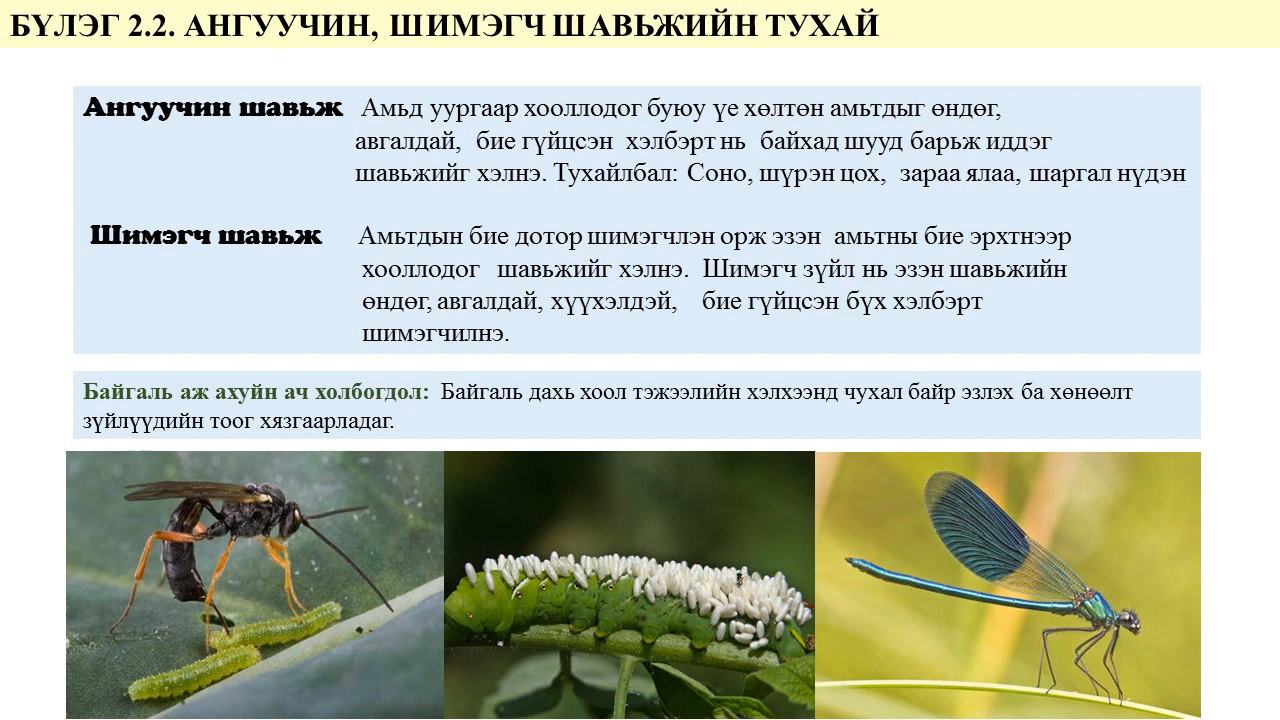 БҮЛЭГ 2.2. АНГУУЧИН, ШИМЭГЧ ШАВЬЖИЙН ТУХАЙ
Ангуучин шавьж Амьд уургаар хооллодог буюу үе хөлтөн амьтдыг өндөг,
авгалдай, бие гүйцсэн хэлбэрт нь байхад шууд барьж иддэг
шавьжийг хэлнэ. Тухайлбал: Соно, шүрэн цох, зараа ялаа, шаргал нүдэн
Шимэгч шавьж Амьтдын бие дотор шимэгчлэн орж эзэн амьтны бие эрхтнээр
хооллодог шавьжийг хэлнэ. Шимэгч зүйл нь эзэн шавьжийн
өндөг, авгалдай, хүүхэлдэй, бие гүйцсэн бүх хэлбэрт
шимэгчилнэ.
Байгаль аж ахуйн ач холбогдол: Байгаль дахь хоол тэжээлийн хэлхээнд чухал байр эзлэх ба хөнөөлт
зүйлүүдийн тоог хязгаарладаг.